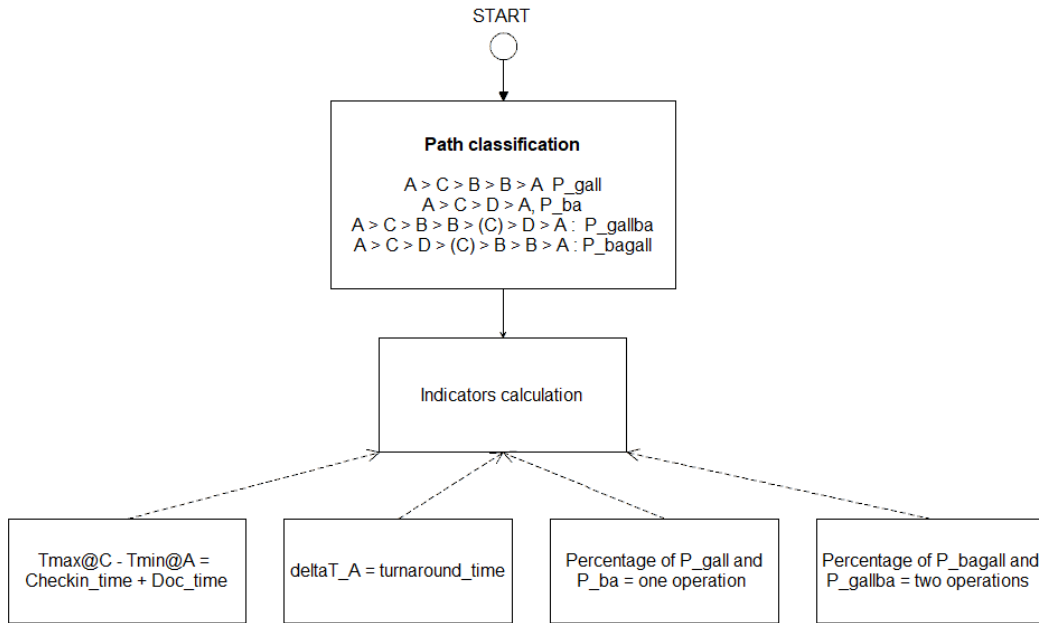 START
Path classification
A > C > B > B > A  P_gall
A > C > D > A, P_ba
A > C > B > B > (C) > D > A :  P_gallba
A > C > D > (C) > B > B > A : P_bagall
Indicators calculation
Tmax@C - Tmin@A =
Checkin_time + Doc_time
deltaT_A = turnaround_time
Percentage of P_gall and
P_ba = one operation
Percentage of P_bagall and
P_gallba = two operations